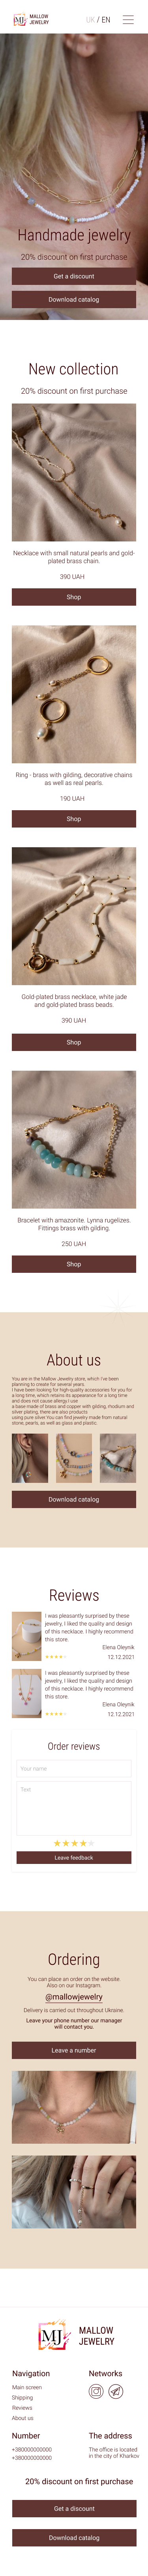 MJ MALLOW
JEWELRY
UK / EN
Handmade jewelry
20% discount on first purchase
Get a discount
Download catalog
New collection
20% discount on first purchase
Necklace with small natural pearls and gold-
plated brass chain.
390 UAH
Shop
Ring - brass with gilding, decorative chains
as well as real pearls.
190 UAH
Shop
Gold-plated brass necklace, white jade
and gold-plated brass beads.
390 UAH
Shop
Bracelet with amazonite. Lynna rugelizes.
Fittings brass with gilding.
250 UAH
Shop
About us
You are in the Mallow Jewelry store, which I've been
planning to create for several years.
I have been looking for high-quality accessories for you for
a long time, which retains its appearance for a long time
and does not cause allergy.I use
a basis made of brass and copper with gilding, rhodium and
silver plating, there are also products
using pure silver.You can find jewelry made from natural
stone, pearls, as well as glass and plastic.
Download catalog
Reviews
I was pleasantly surprised by these
jewelry, I liked the quality and design
of this necklace. I highly recommend
this store.
Elena Oleynik
12.12.2021
I was pleasantly surprised by these
jewelry, I liked the quality and design
of this necklace. I highly recommend
this store.
Elena Oleynik
12.12.2021
Order reviews
Your name
Text
Leave feedback
Ordering
You can place an order on the website.
Also on our Instagram:
@mallowjewelry
Delivery is carried out throughout Ukraine.
Leave your phone number our manager
will contact you.
Leave a number
MJ MALLOW
JEWELRY
Navigation
Main screen
Shipping
Reviews
About us
Networks
Number
+380000000000
+380000000000
The address
The office is located
in the city of Kharkov
20% discount on first purchase
Get a discount
Download catalog